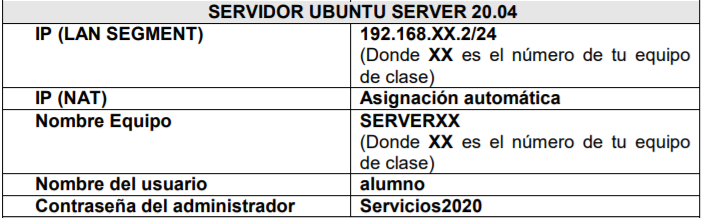 SERVIDOR UBUNTU SERVER 20.04
IP (LAN SEGMENT) 192.168.XX.2/24
(Donde XX es el número de tu equipo
de clase)
IP (NAT) Asignación automática
Nombre Equipo SERVERXX
(Donde XX es el número de tu equipo
de clase)
Nombre del usuario alumno
Contraseña del administrador Servicios2020